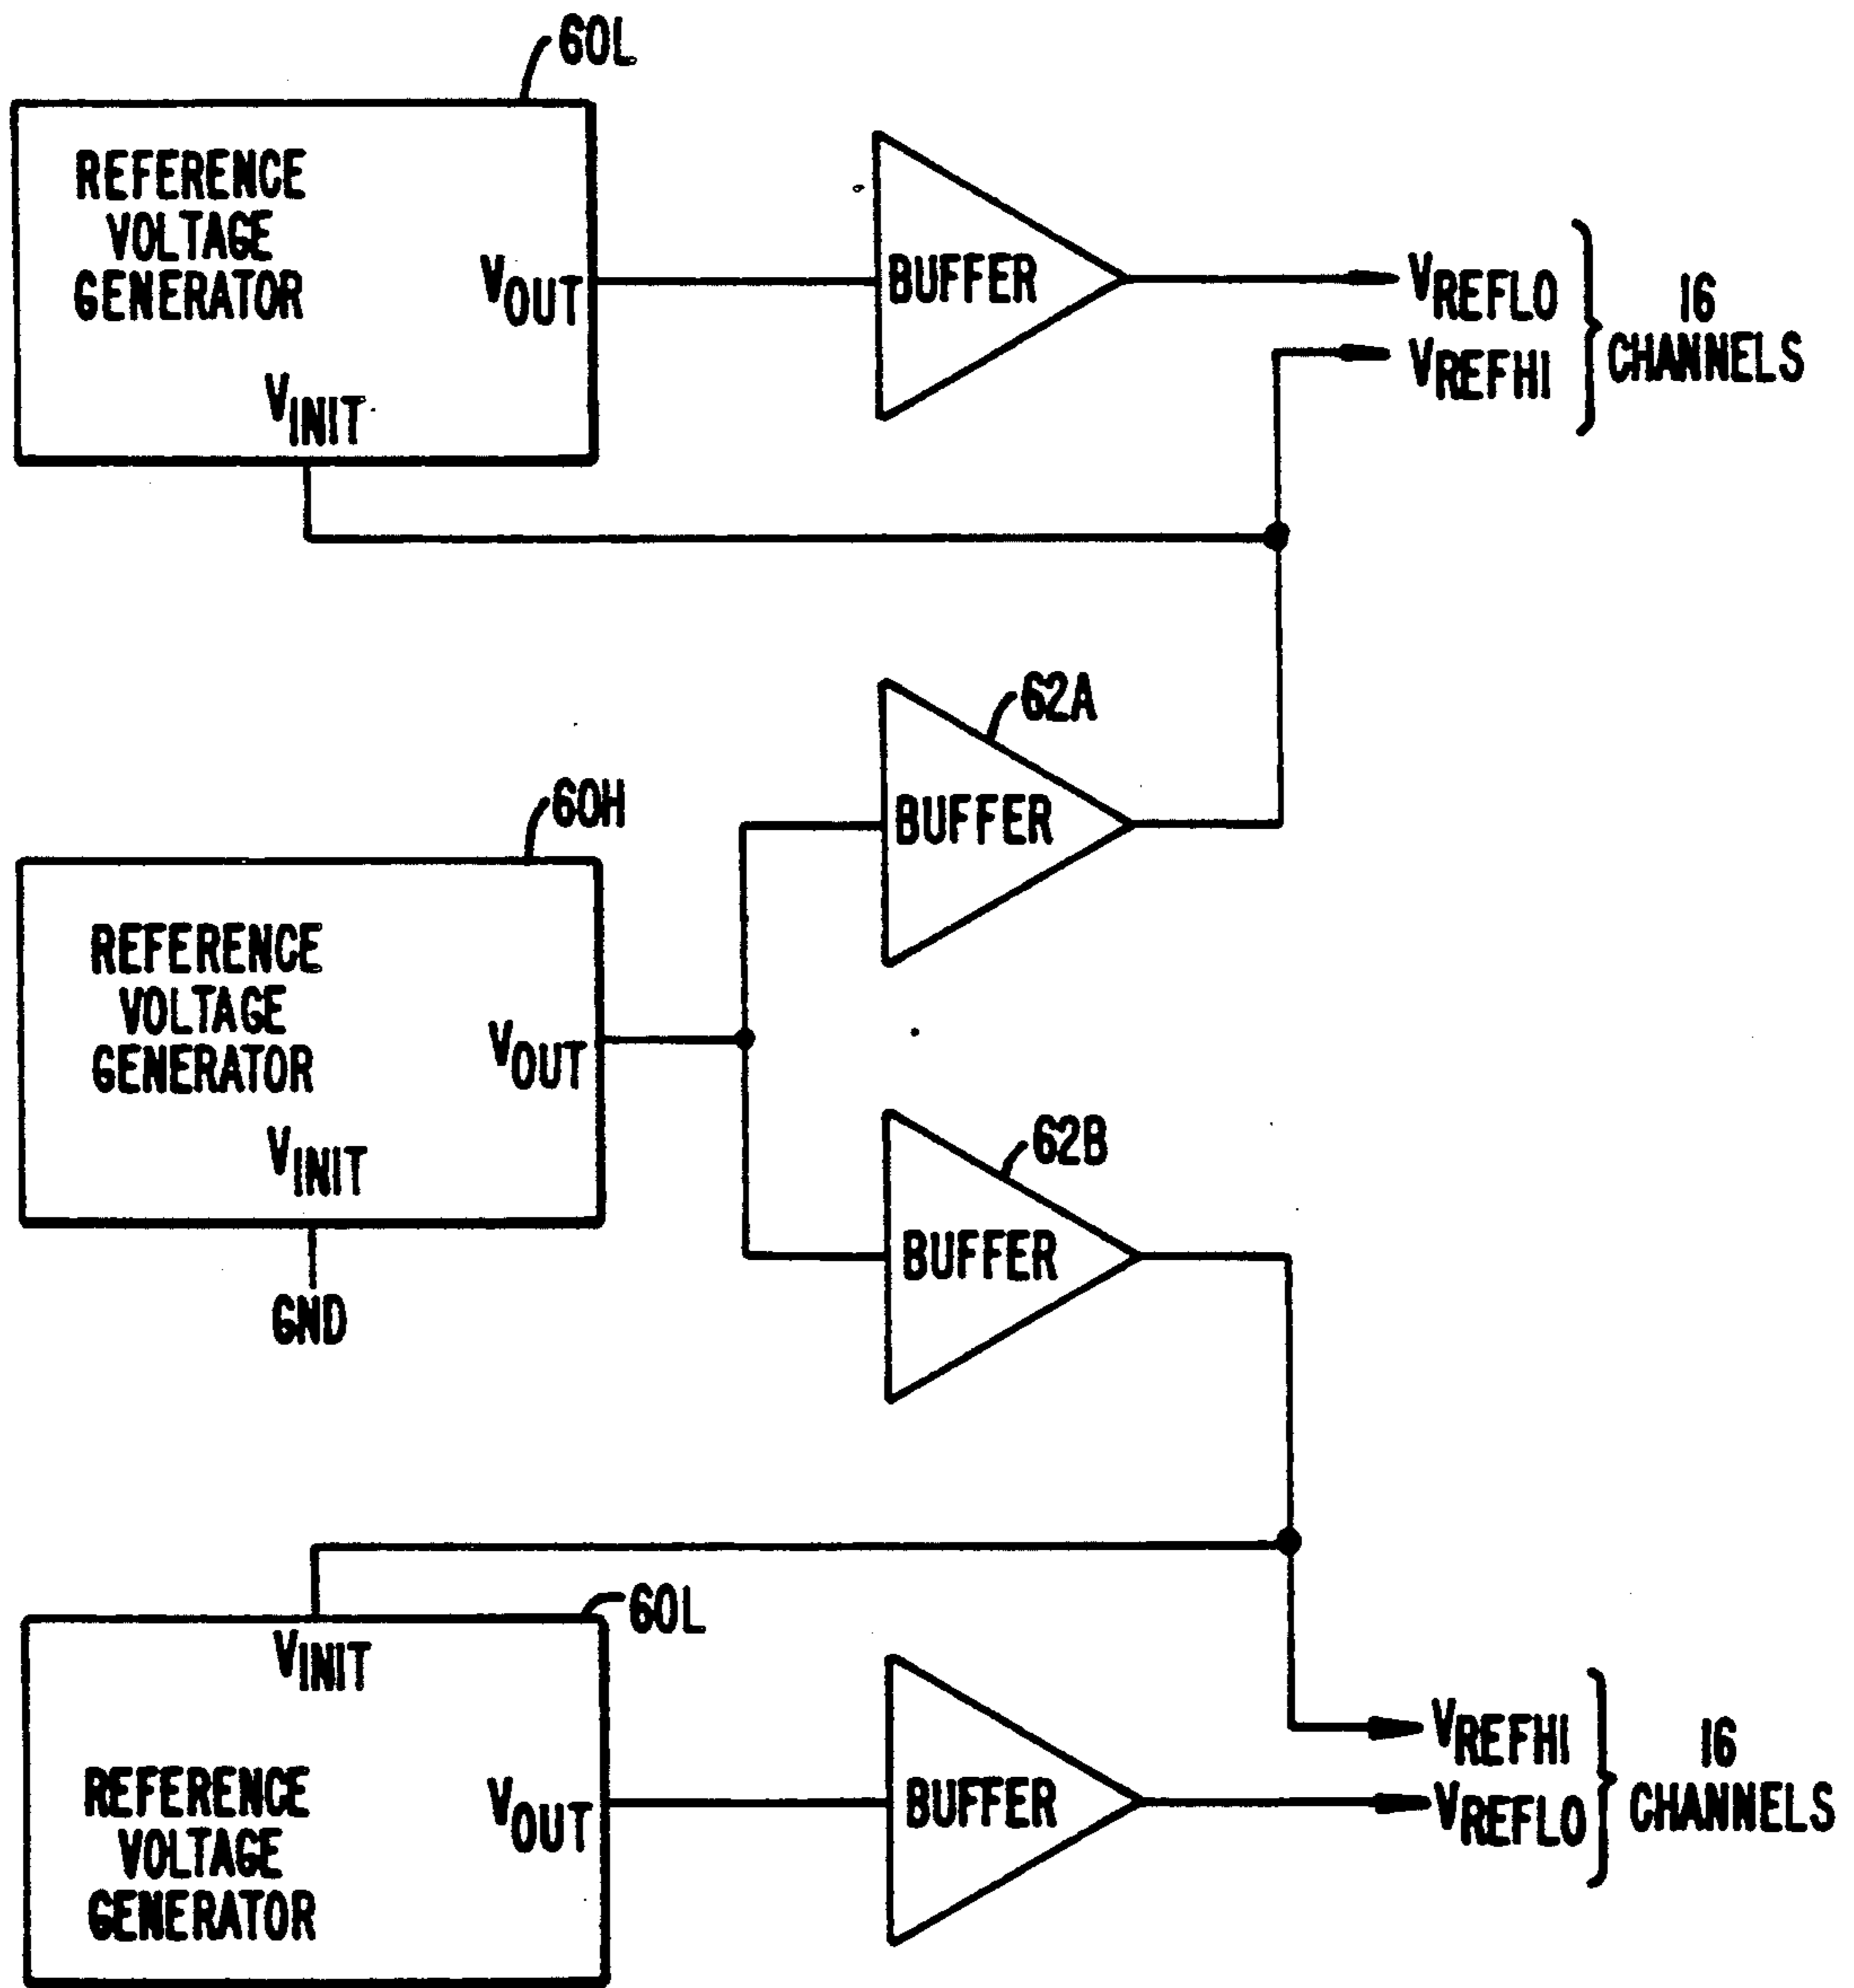 60L
REFERENCE
VOLTAGE
GENERATOR
VOUT
VINIT
BUFFER
VREFLO
VREFHI
16
CHANNELS
62A
BUFFER
60H
REFERENCE
VOLTAGE
GENERATOR
VOUT
VINIT
GND
62B
BUFFER
60L
VINIT
REFERENCE
VOLTAGE
GENERATOR
VOUT
BUFFER
VREFHI
VREFLO
16
CHANNELS